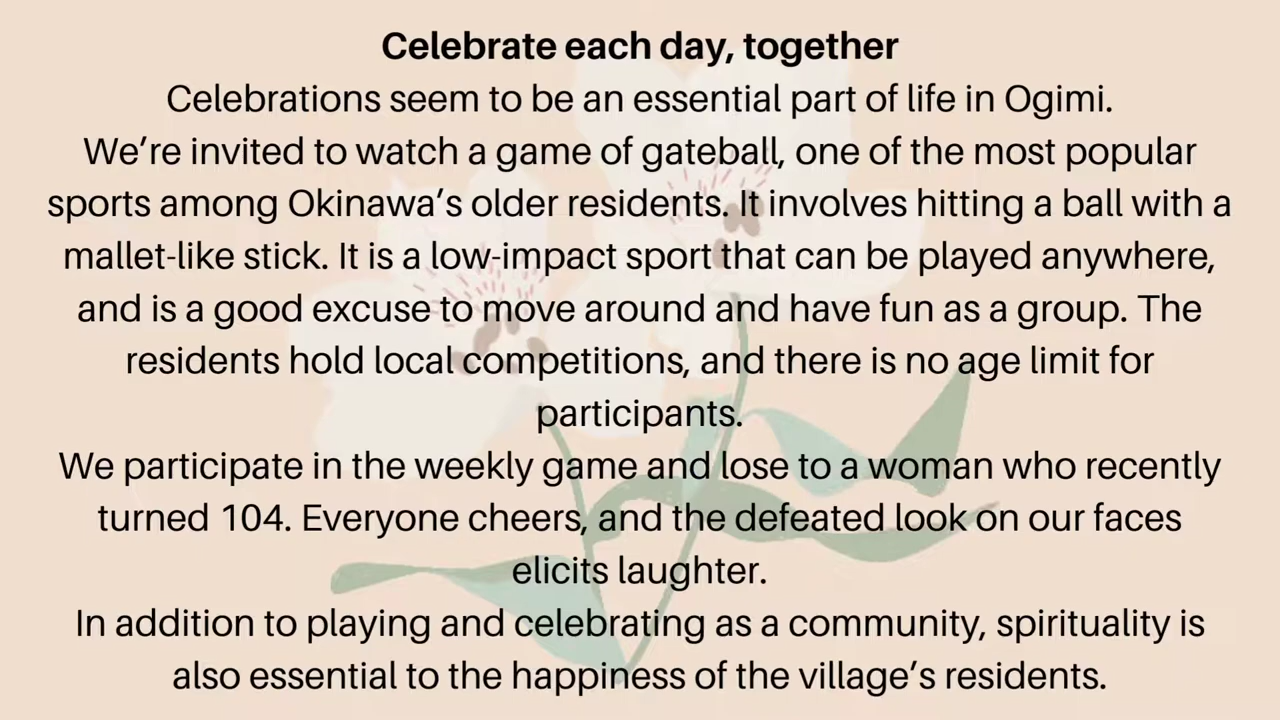 Celebrate each day, together
Celebrations seem to be an essential part of life in Ogimi.
We’re invited to watch a game of gateball, one of the most popular
sports among Okinawa’s older residents. It involves hitting a ball with a
mallet-like stick. It is a low-impact sport that can be played anywhere,
and is a good excuse to move around and have fun as a group. The
residents hold local competitions, and there is no age limit for
participants.
We participate in the weekly game and lose to a woman who recently
turned 104. Everyone cheers, and the defeated look on our faces
elicits laughter.
In addition to playing and celebrating as a community, spirituality is
also essential to the happiness of the village’s residents.